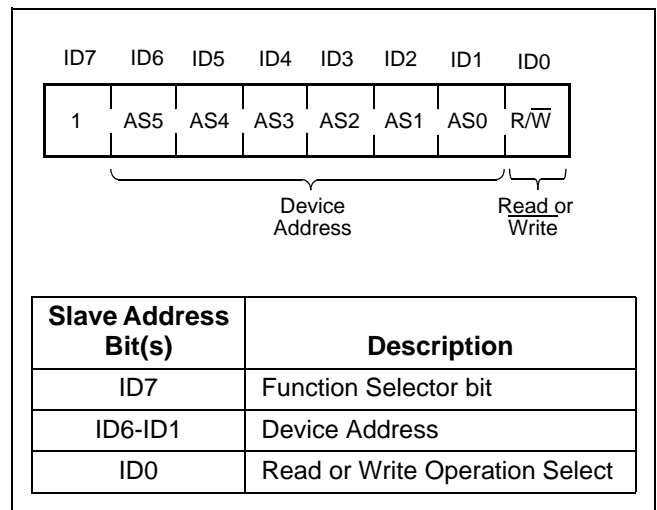 ID7 ID6 ID5 ID4 ID3 ID2 ID1 ID0
1 AS5 AS4 AS3 AS2 AS1 AS0 R/W̅
Device Read or
Address Write
Slave Address
Bit(s) Description
ID7 Function Selector bit
ID6-ID1 Device Address
ID0 Read or Write Operation Select